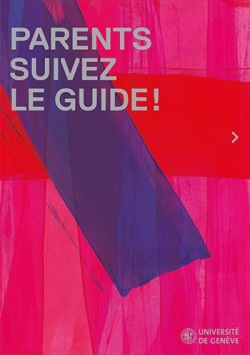 PARENTS
SUIVEZ
LE GUIDE !
UNIVERSITÉ
DE GENÈVE